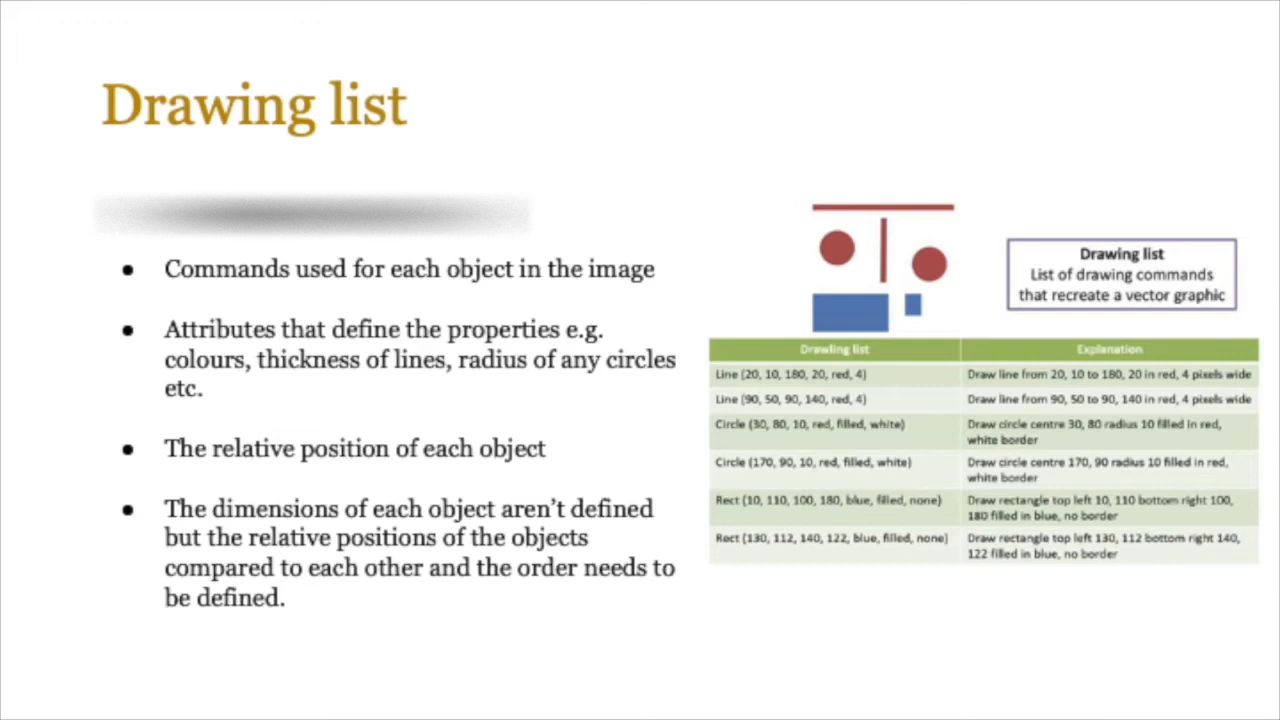 Drawing list
● Commands used for each object in the image
● Attributes that define the properties e.g.
colours, thickness of lines, radius of any circles
etc.
● The relative position of each object
● The dimensions of each object aren't defined
but the relative positions of the objects
compared to each other and the order needs to
be defined.
Drawing list
List of drawing commands
that recreate a vector graphic
Drawling list Explanation
Line (20, 10, 180, 20, red, 4) Draw line from 20, 10 to 180, 20 in red, 4 pixels wide
Line (90, 50, 90, 140, red, 4) Draw line from 90, 50 to 90, 140 in red, 4 pixels wide
Circle (30, 80, 10, red, filled, white) Draw circle centre 30, 80 radius 10 filled in red,
white border
Circle (170, 90, 10, red, filled, white) Draw circle centre 170, 90 radius 10 filled in red,
white border
Rect (10, 110, 100, 180, blue, filled, none) Draw rectangle top left 10, 110 bottom right 100,
180 filled in blue, no border
Rect (130, 112, 140, 122, blue, filled, none) Draw rectangle top left 130, 112 bottom right 140,
122 filled in blue, no border